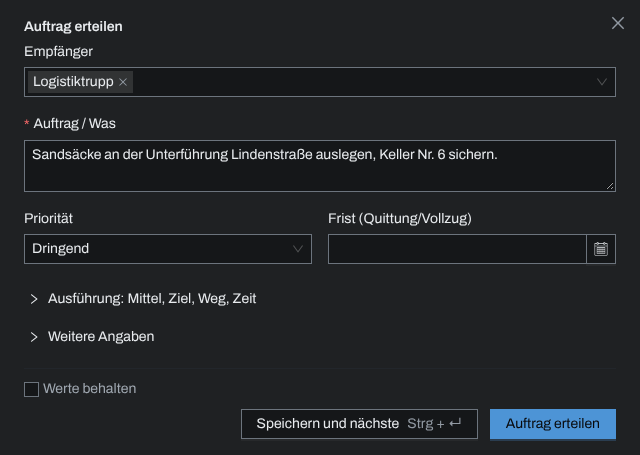 Auftrag erteilen
Empfänger
Logistiktrupp
* Auftrag / Was
Sandsäcke an der Unterführung Lindenstraße auslegen, Keller Nr. 6 sichern.
Priorität
Frist (Quittung/Vollzug)
Dringend
Ausführung: Mittel, Ziel, Weg, Zeit
Weitere Angaben
Werte behalten
Speichern und nächste Strg + ↵
Auftrag erteilen